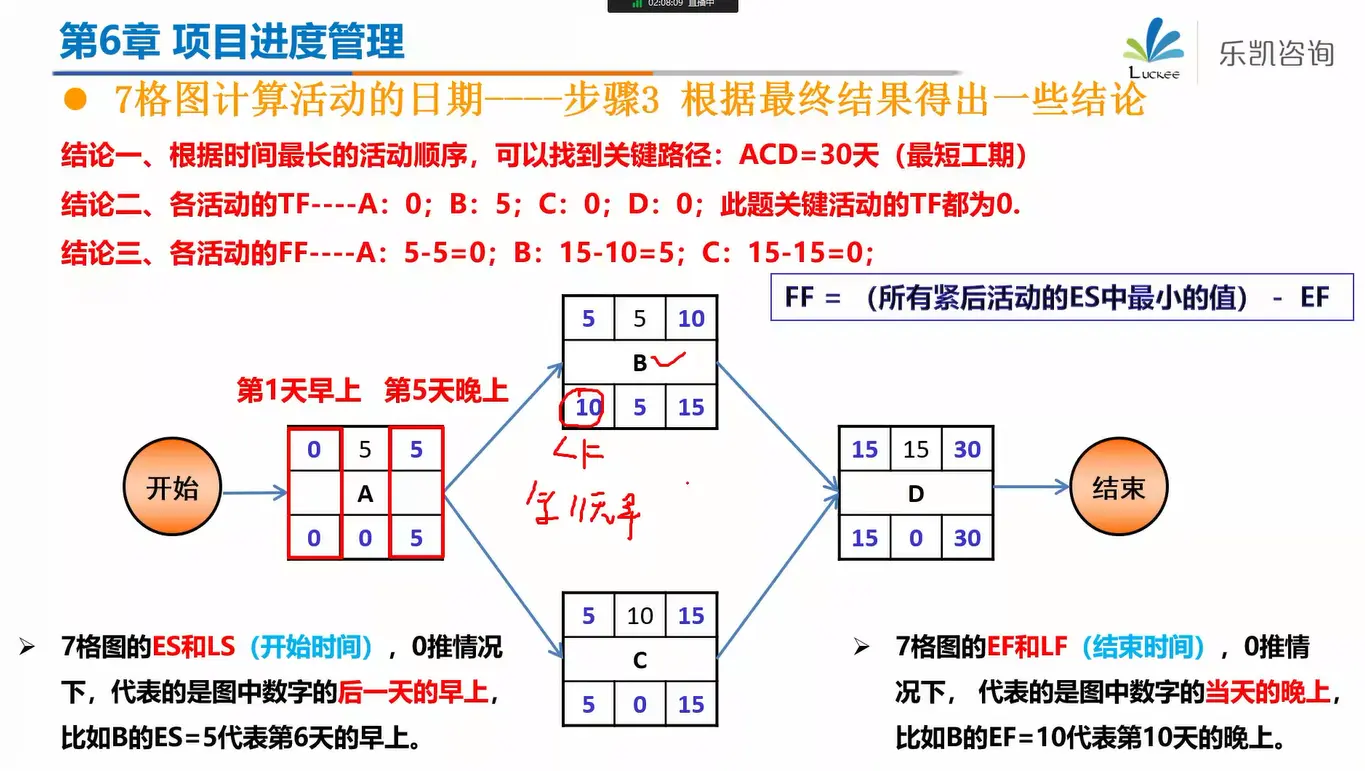 02:08:09 直播中
第6章 项目进度管理
LUCKEE
乐凯咨询
● 7格图计算活动的日期----步骤3 根据最终结果得出一些结论
结论一、根据时间最长的活动顺序，可以找到关键路径：ACD=30天（最短工期）
结论二、各活动的TF----A：0；B：5；C：0；D：0；此题关键活动的TF都为0.
结论三、各活动的FF----A：5-5=0；B：15-10=5；C：15-15=0；
FF = （所有紧后活动的ES中最小的值） - EF
5 5 10
B
10 5 15
第1天早上 第5天晚上
0 5 5
A
0 0 5
开始
15 15 30
D
15 0 30
结束
5 10 15
C
5 0 15
➢ 7格图的ES和LS（开始时间），0推情况
下，代表的是图中数字的后一天的早上，
比如B的ES=5代表第6天的早上。
➢ 7格图的EF和LF（结束时间），0推情
况下， 代表的是图中数字的当天的晚上，
比如B的EF=10代表第10天的晚上。